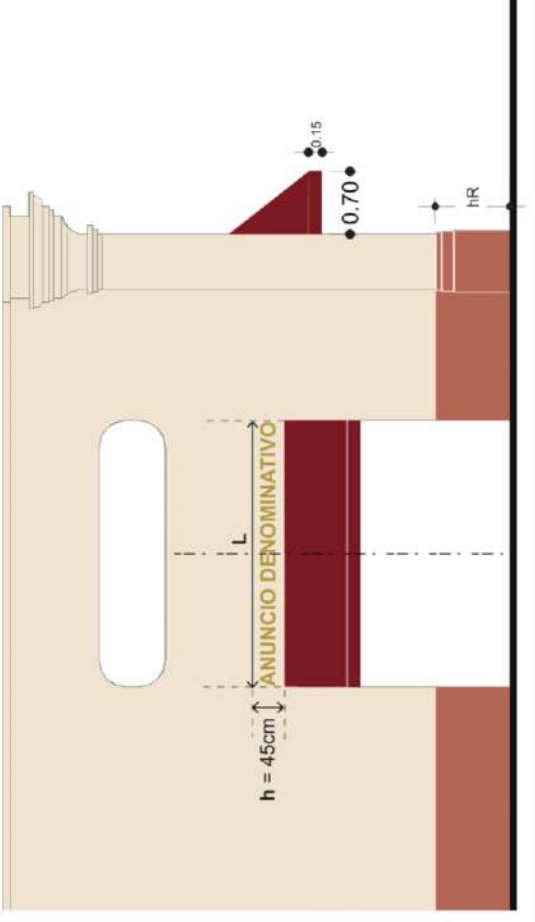 0.15
0.70
hR
L
ANUNCIO DENOMINATIVO
h = 45cm